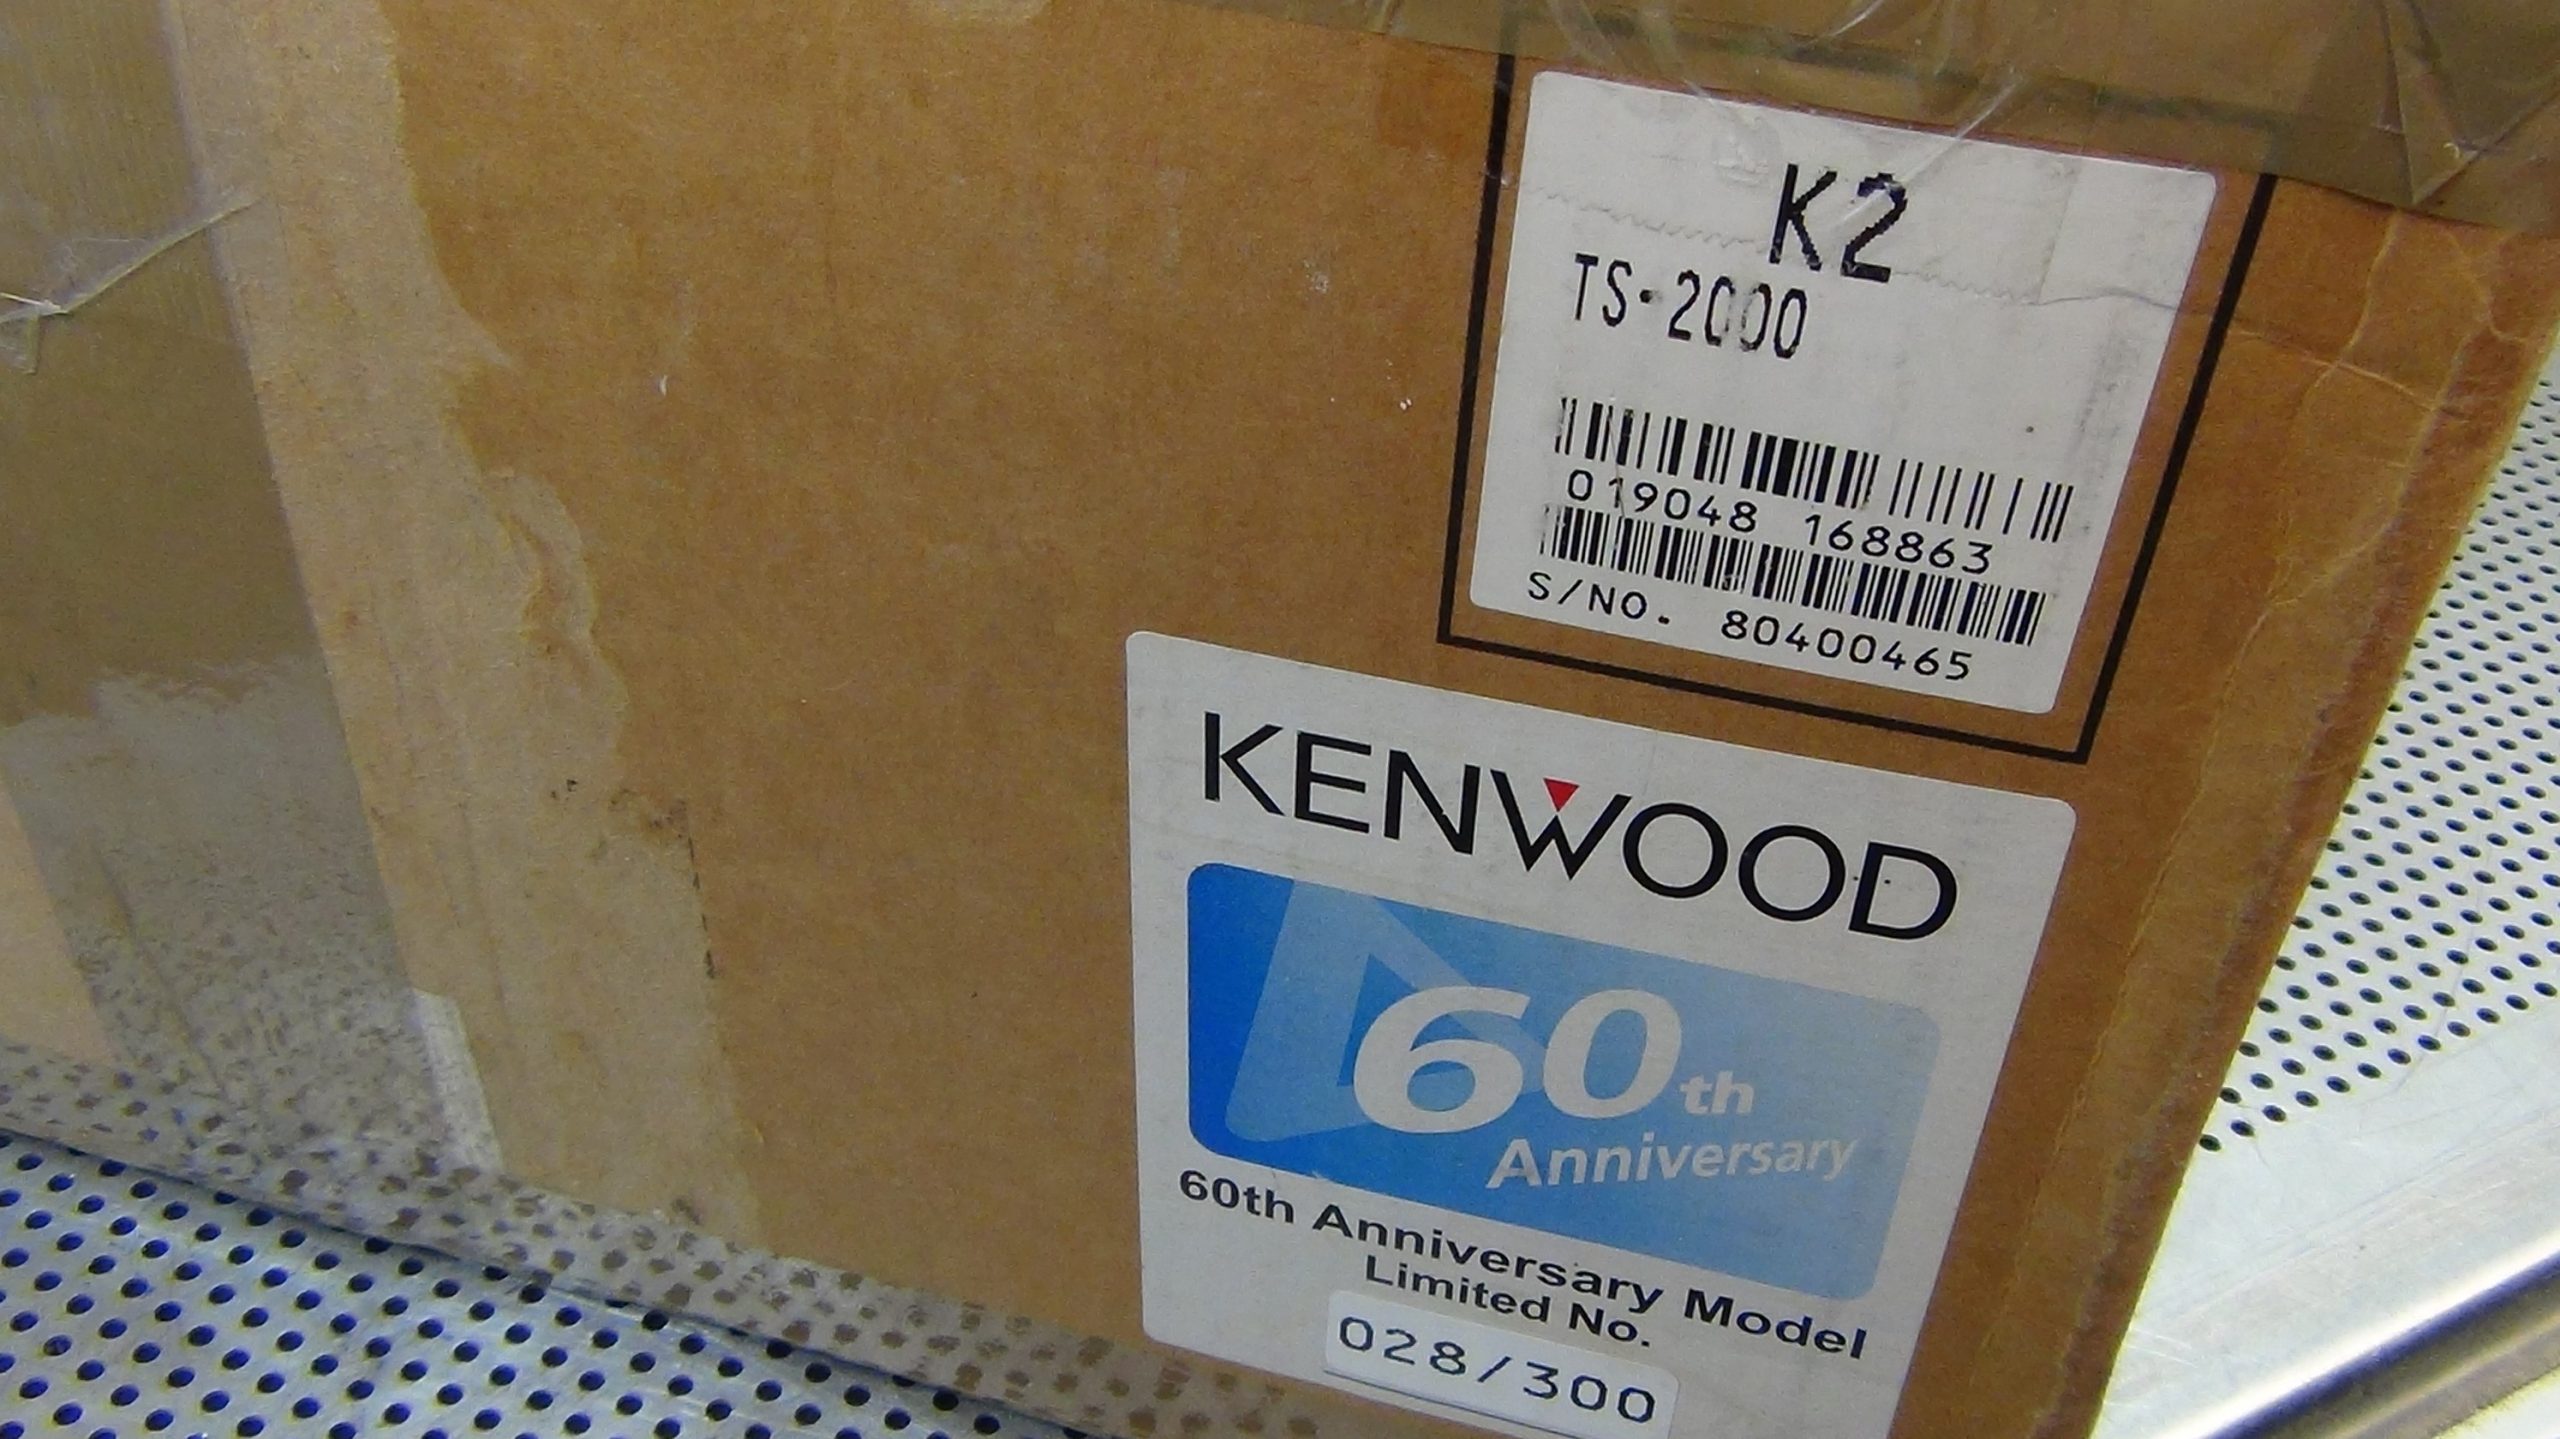 K2
TS-2000
019048 168863
S/NO. 80400465
KENWOOD
60th
Anniversary
60th Anniversary Model
Limited No.
028/300